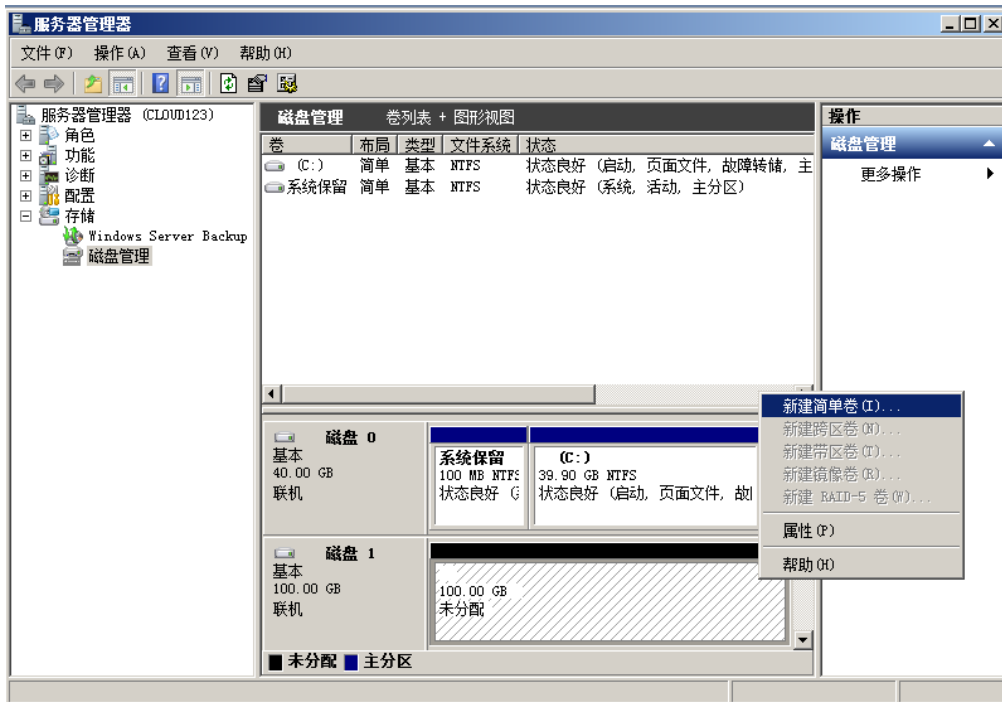 服务器管理器
文件(F) 操作(A) 查看(V) 帮助(H)
服务器管理器 (CLOUD123)
角色
功能
诊断
配置
存储
Windows Server Backup
磁盘管理
磁盘管理 卷列表 + 图形视图
卷 布局 类型 文件系统 状态
(C:) 简单 基本 NTFS 状态良好 (启动, 页面文件, 故障转储, 主
系统保留 简单 基本 NTFS 状态良好 (系统, 活动, 主分区)
磁盘 0
基本
40.00 GB
联机
系统保留
100 MB NTFS
状态良好 (
(C:)
39.90 GB NTFS
状态良好 (启动, 页面文件, 故
磁盘 1
基本
100.00 GB
联机
100.00 GB
未分配
未分配 主分区
操作
磁盘管理
更多操作
新建简单卷(I)...
新建跨区卷(N)...
新建带区卷(T)...
新建镜像卷(R)...
新建 RAID-5 卷(W)...
属性(P)
帮助(H)